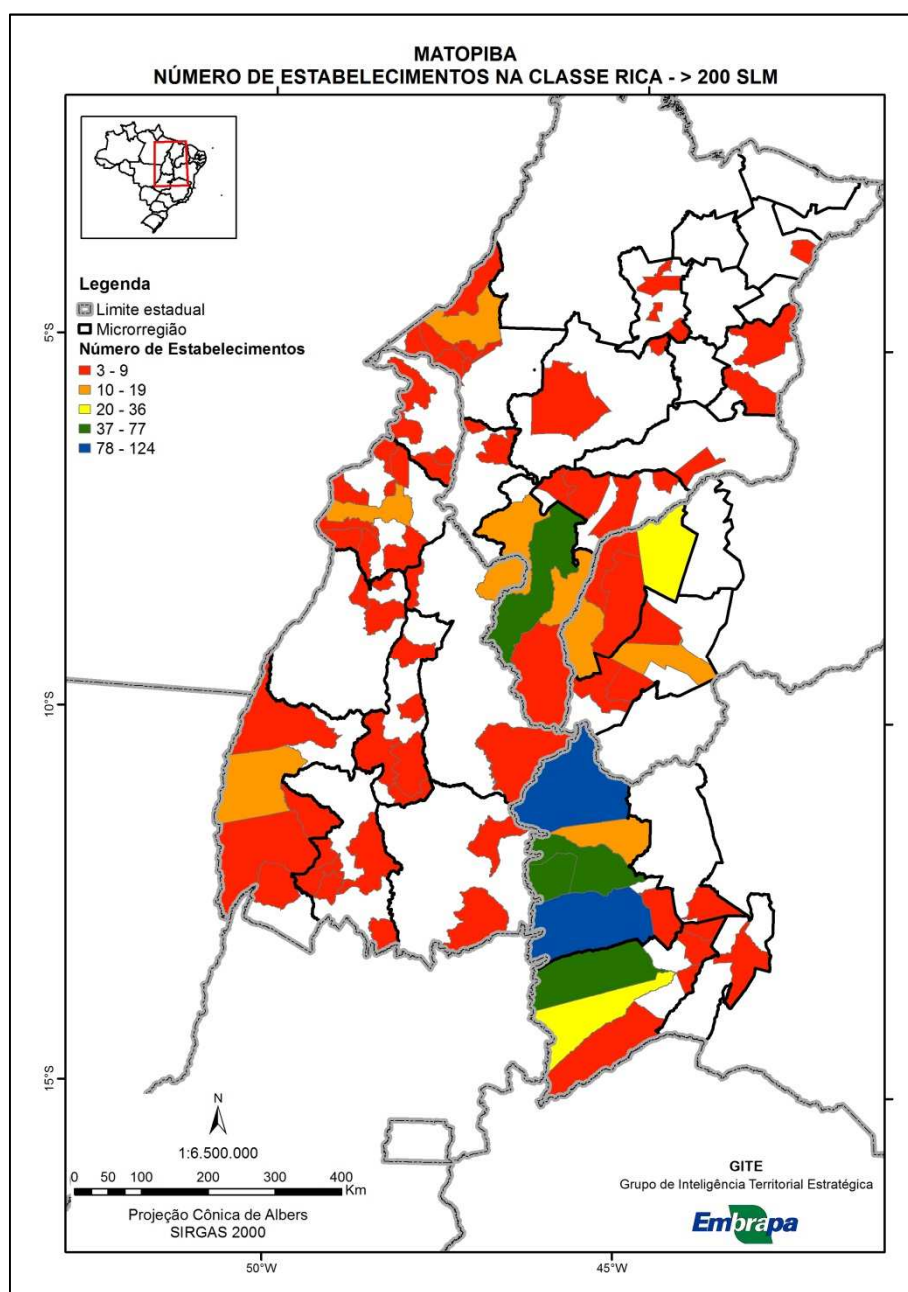 MATOPIBA
NÚMERO DE ESTABELECIMENTOS NA CLASSE RICA - > 200 SLM
Legenda
Limite estadual
Microrregião
Número de Estabelecimentos
3 - 9
10 - 19
20 - 36
37 - 77
78 - 124
5°S
10°S
15°S
N
1:6.500.000
0 50 100 200 300 400
Km
Projeção Cônica de Albers
SIRGAS 2000
GITE
Grupo de Inteligência Territorial Estratégica
Embrapa
50°W 45°W